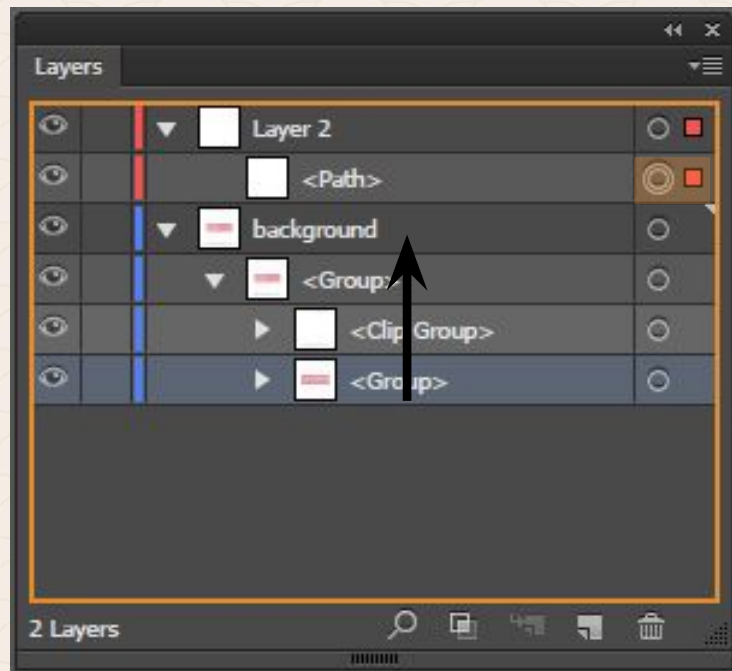 Layers
Layer 2
<Path>
background
<Group>
<Clip Group>
<Group>
2 Layers